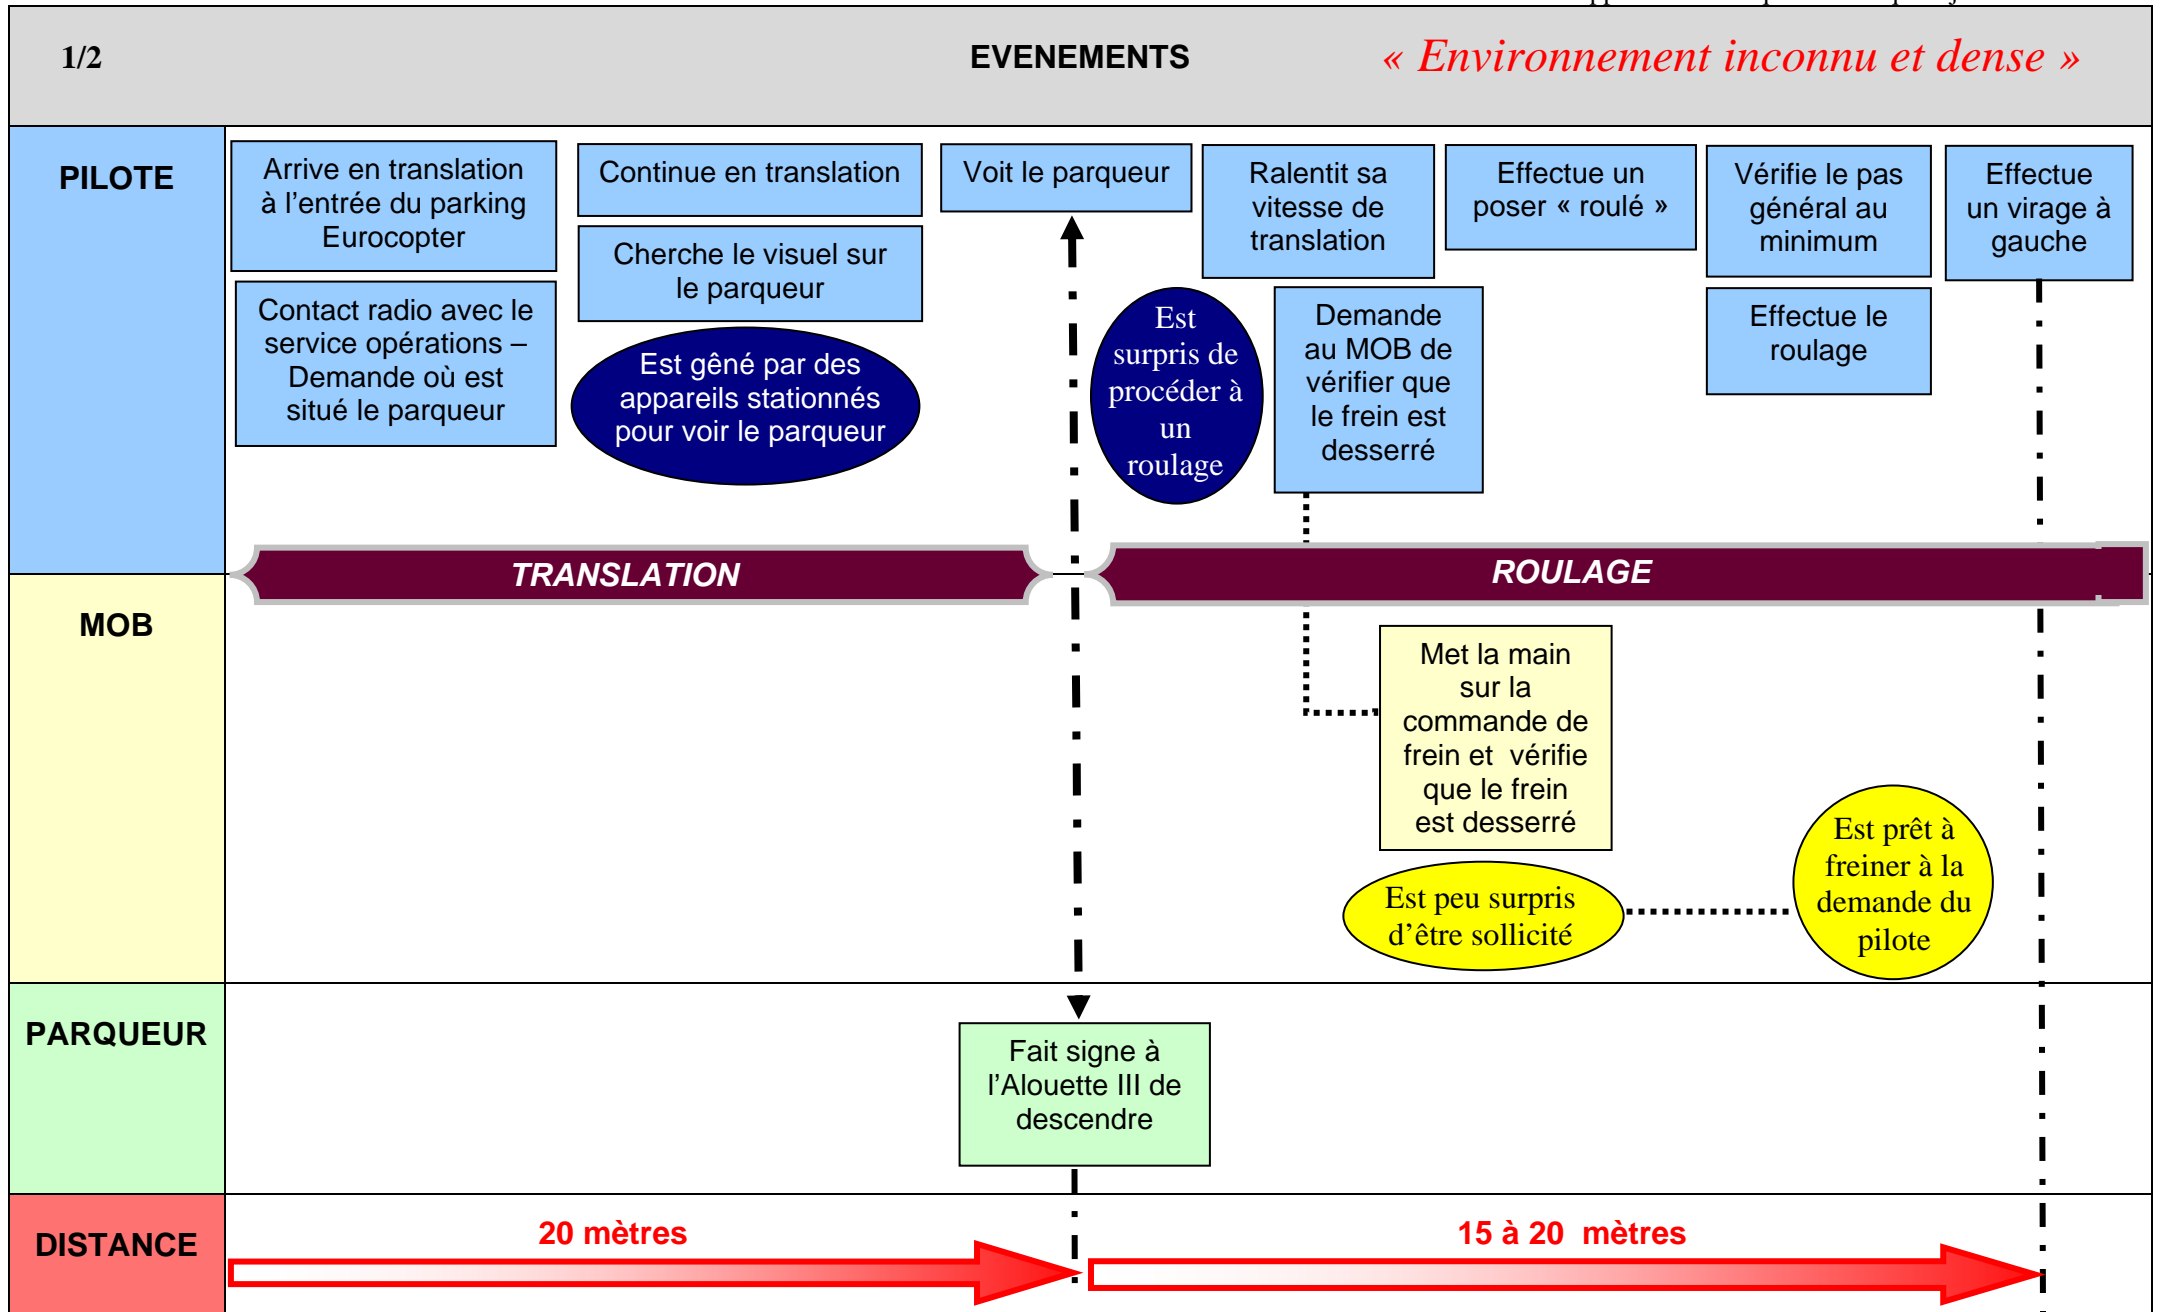 1/2
EVENEMENTS
« Environnement inconnu et dense »
PILOTE
Arrive en translation
à l'entrée du parking
Eurocopter
Contact radio avec le
service opérations –
Demande où est
situé le parqueur
Continue en translation
Cherche le visuel sur
le parqueur
Est gêné par des
appareils stationnés
pour voir le parqueur
Voit le parqueur
Est
surpris de
procéder à
un
roulage
Ralentit sa
vitesse de
translation
Demande
au MOB de
vérifier que
le frein est
desserré
Effectue un
poser « roulé »
Vérifie le pas
général au
minimum
Effectue le
roulage
Effectue
un virage à
gauche
TRANSLATION
ROULAGE
MOB
Met la main
sur la
commande de
frein et  vérifie
que le frein
est desserré
Est peu surpris
d'être sollicité
Est prêt à
freiner à la
demande du
pilote
PARQUEUR
Fait signe à
l'Alouette III de
descendre
DISTANCE
20 mètres
15 à 20  mètres